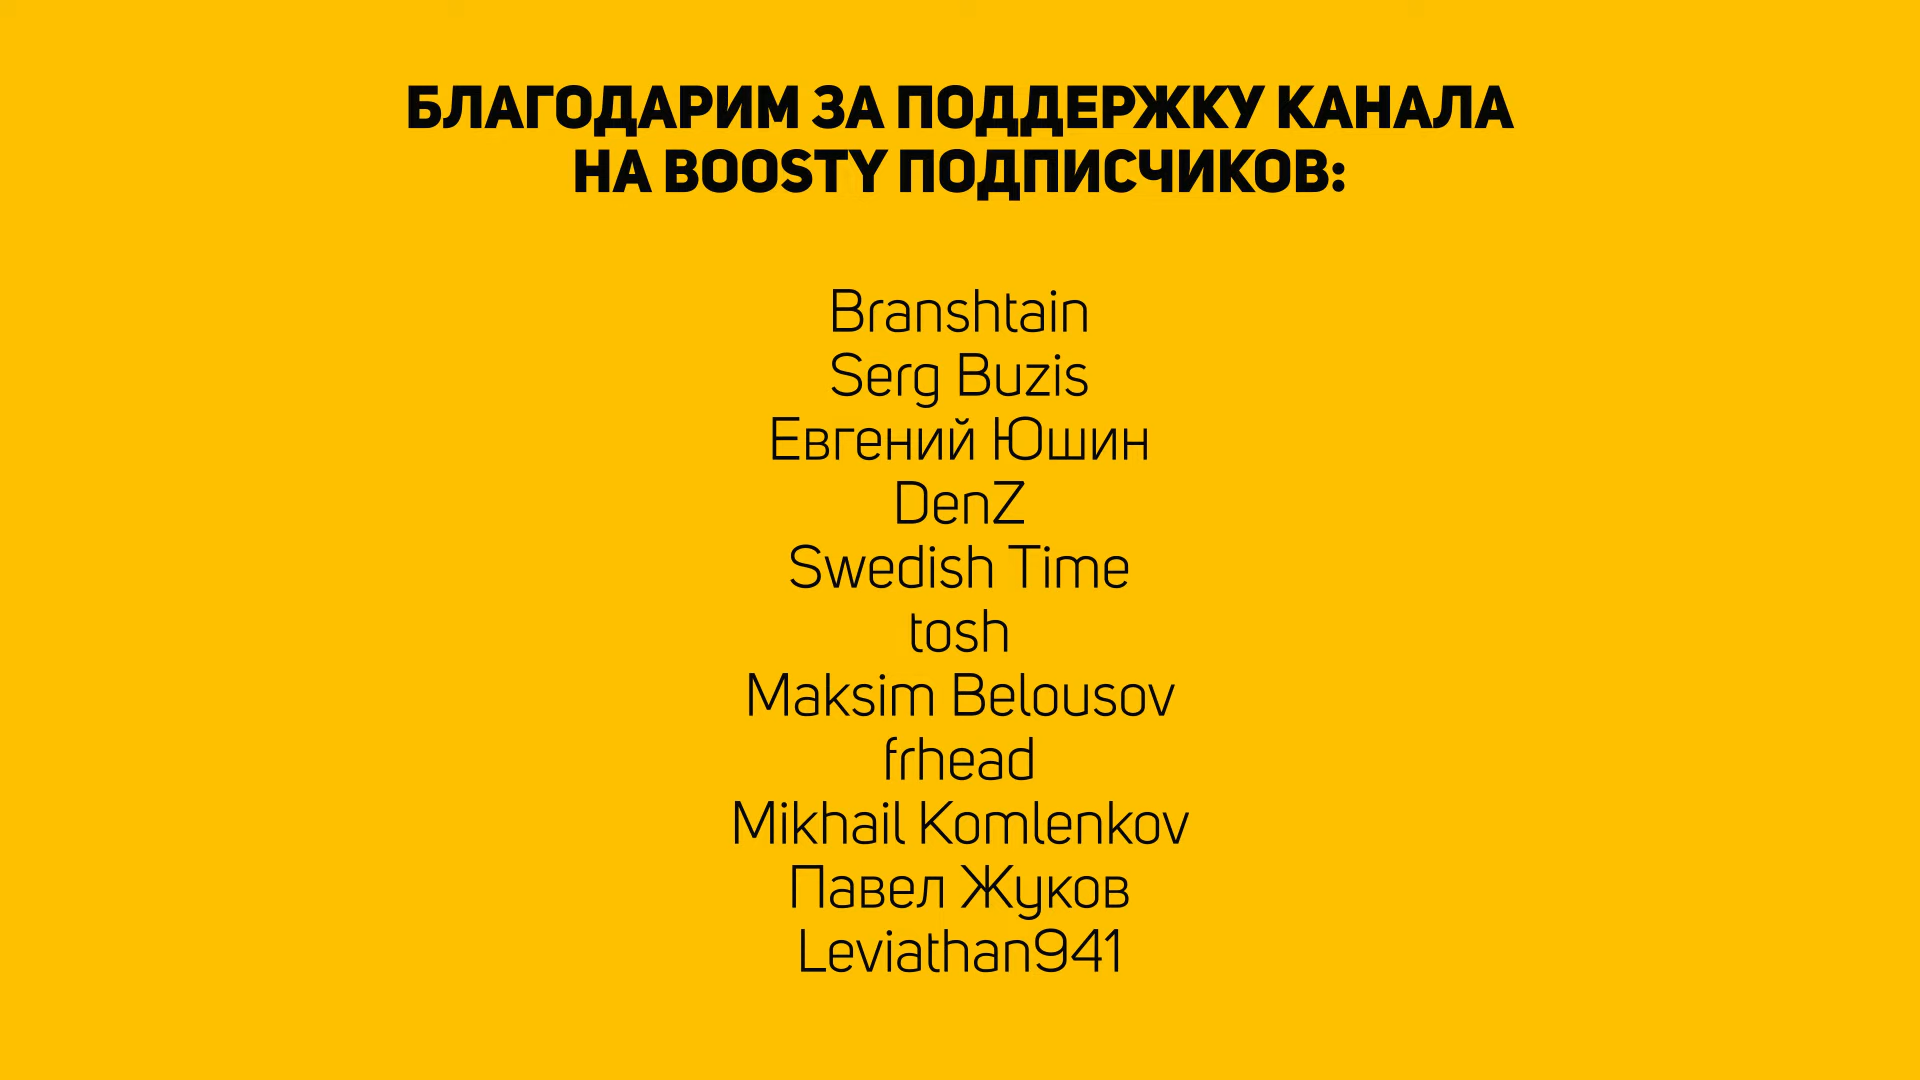 БЛАГОДАРИМ ЗА ПОДДЕРЖКУ КАНАЛА
НА BOOSTY ПОДПИСЧИКОВ:
Branshtain
Serg Buzis
Евгений Юшин
DenZ
Swedish Time
tosh
Maksim Belousov
frhead
Mikhail Komlenkov
Павел Жуков
Leviathan941